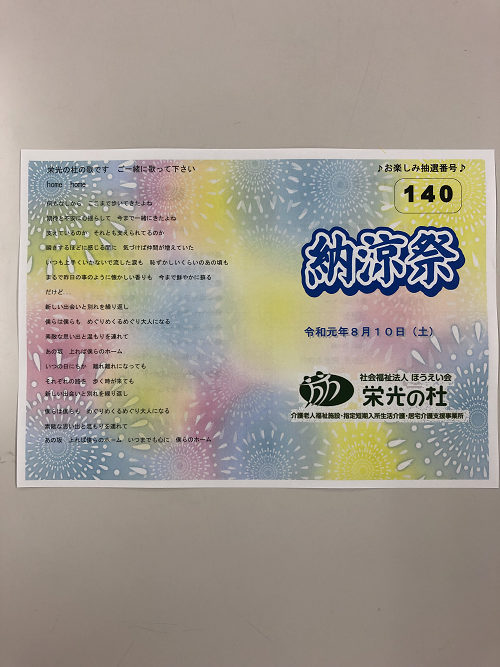 栄光の杜の歌です ご一緒に歌って下さい
home home
何もなしから ここまで歩いてきたよね
期待と不安に心揺らして 今まで一緒にきたよね
支えているのか それとも支えられてるのか
瞬きするほどに感じる間に 気づけば仲間が増えていた
いつも上手くいかないで流した涙も 恥ずかしいくらいのあの頃も
まるで昨日の事のように懐かしい香りも 今まで鮮やかに蘇る
だけど...
新しい出会いと別れを繰り返し
僕らは僕らも めぐりめくるめぐり大人になる
素敵な思い出と温もりを連れて
あの坂 上れば僕らのホーム
いつの日にもか 離れ離れになっても
それぞれの路を 歩く時が来ても
新しい出会いと別れを繰り返し
僕らは僕らも めぐりめくるめぐり大人になる
素敵な思い出と温もりを連れて
あの坂 上れば僕らのホーム いつまでも心に 僕らのホーム
♪お楽しみ抽選番号♪
140
納涼祭
令和元年8月10日（土）
社会福祉法人 ほうえい会
栄光の杜
介護老人福祉施設・指定短期入所生活介護・居宅介護支援事業所